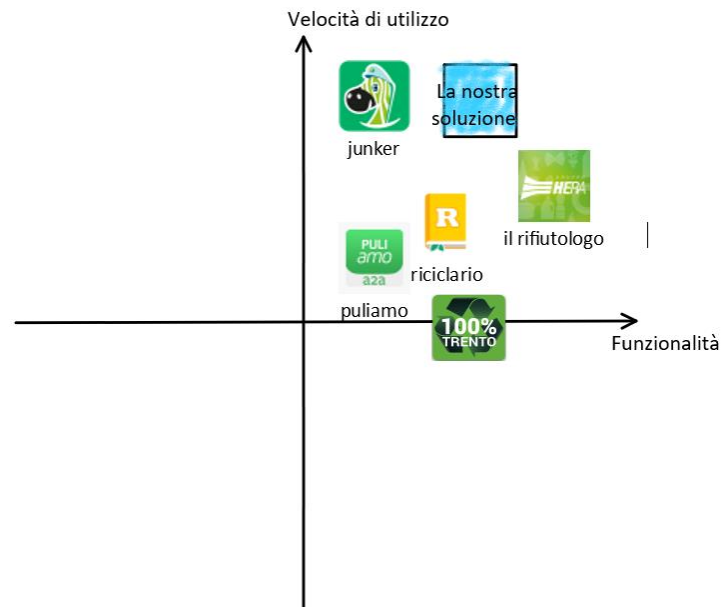 Velocità di utilizzo
La nostra
soluzione
junker
HERA
il rifiutologo
R
riciclario
PULI
amo
a2a
puliamo
100%
TRENTO
Funzionalità